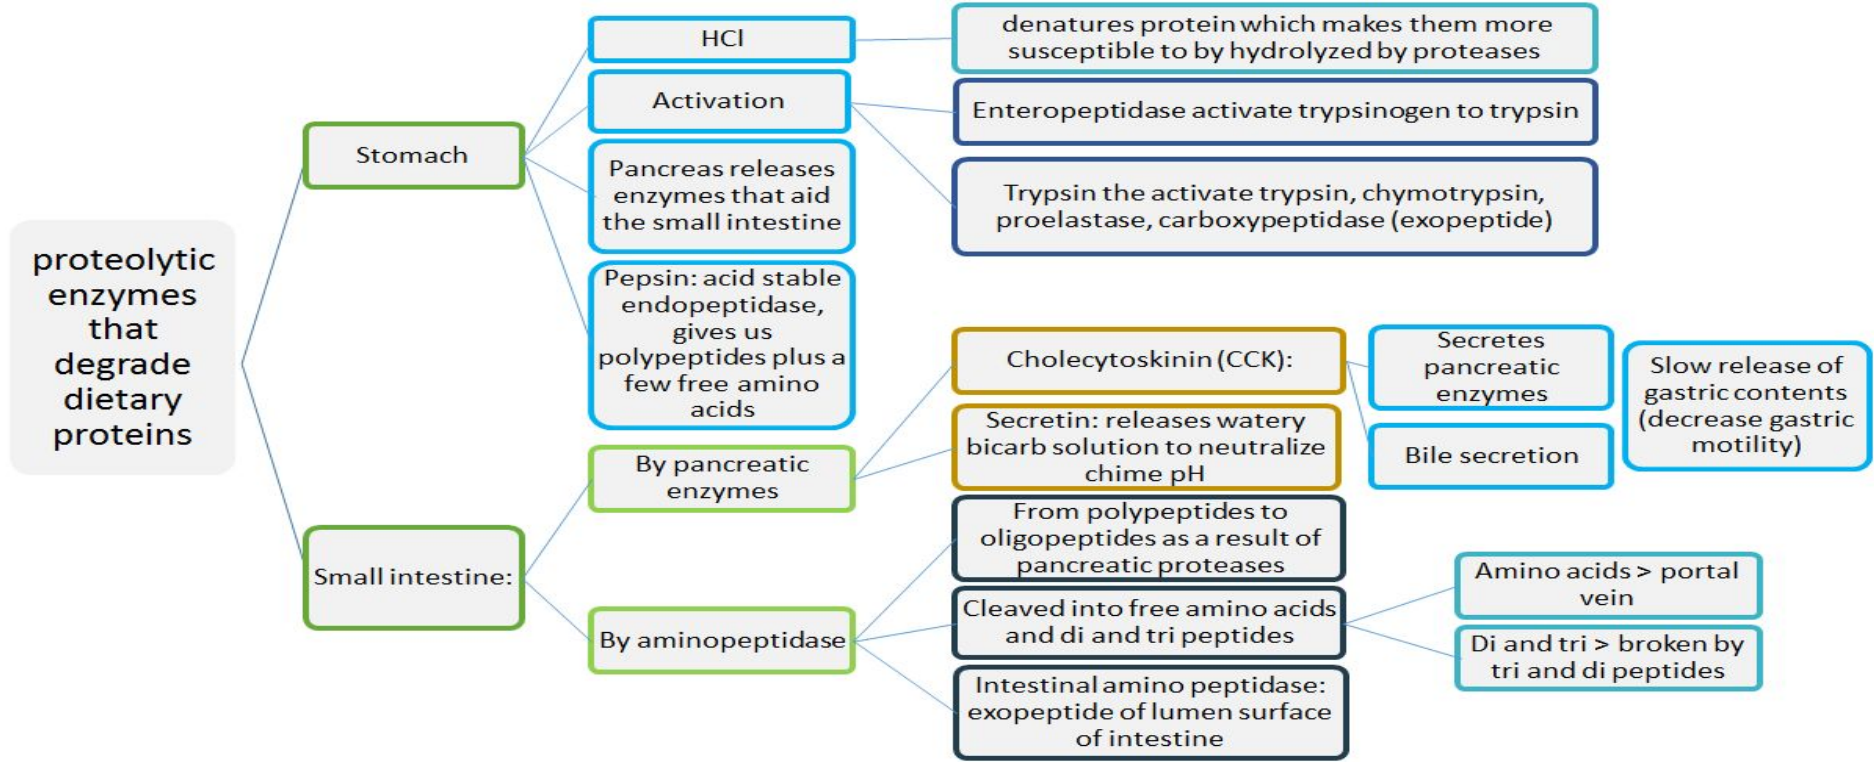 proteolytic
enzymes
that
degrade
dietary
proteins
Stomach
HCl
denatures protein which makes them more
susceptible to by hydrolyzed by proteases
Activation
Enteropeptidase activate trypsinogen to trypsin
Trypsin the activate trypsin, chymotrypsin,
proelastase, carboxypeptidase (exopeptide)
Pancreas releases
enzymes that aid
the small intestine
Pepsin: acid stable
endopeptidase,
gives us
polypeptides plus a
few free amino
acids
Small intestine:
By pancreatic
enzymes
Cholecytoskinin (CCK):
Secretes
pancreatic
enzymes
Bile secretion
Slow release of
gastric contents
(decrease gastric
motility)
Secretin: releases watery
bicarb solution to neutralize
chime pH
By aminopeptidase
From polypeptides to
oligopeptides as a result of
pancreatic proteases
Cleaved into free amino acids
and di and tri peptides
Amino acids > portal
vein
Di and tri > broken by
tri and di peptides
Intestinal amino peptidase:
exopeptide of lumen surface
of intestine